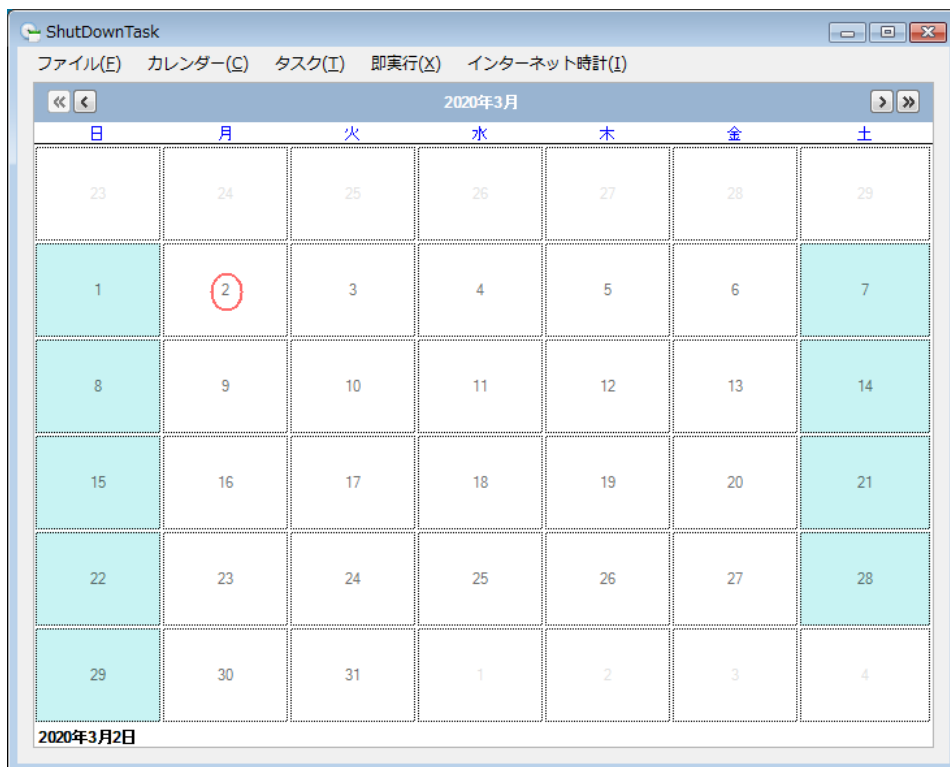 ShutDownTask
ファイル(F) カレンダー(C) タスク(T) 即実行(X) インターネット時計(I)
2020年3月
日 月 火 水 木 金 土
23 24 25 26 27 28 29
1 2 3 4 5 6 7
8 9 10 11 12 13 14
15 16 17 18 19 20 21
22 23 24 25 26 27 28
29 30 31 1 2 3 4
2020年3月2日